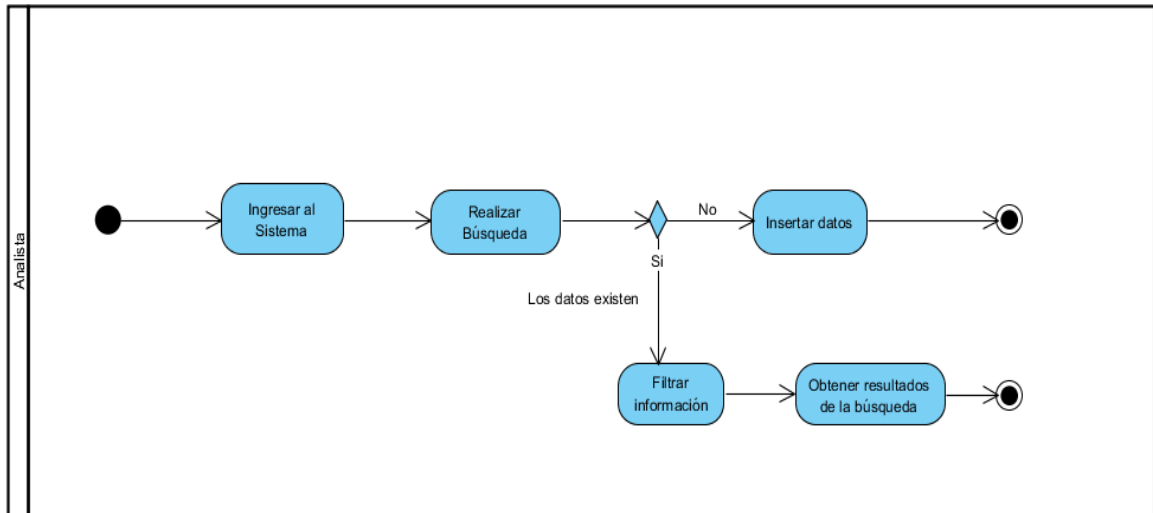 Analista
Ingresar al
Sistema
Realizar
Búsqueda
No
Insertar datos
Si
Los datos existen
Filtrar
información
Obtener resultados
de la búsqueda